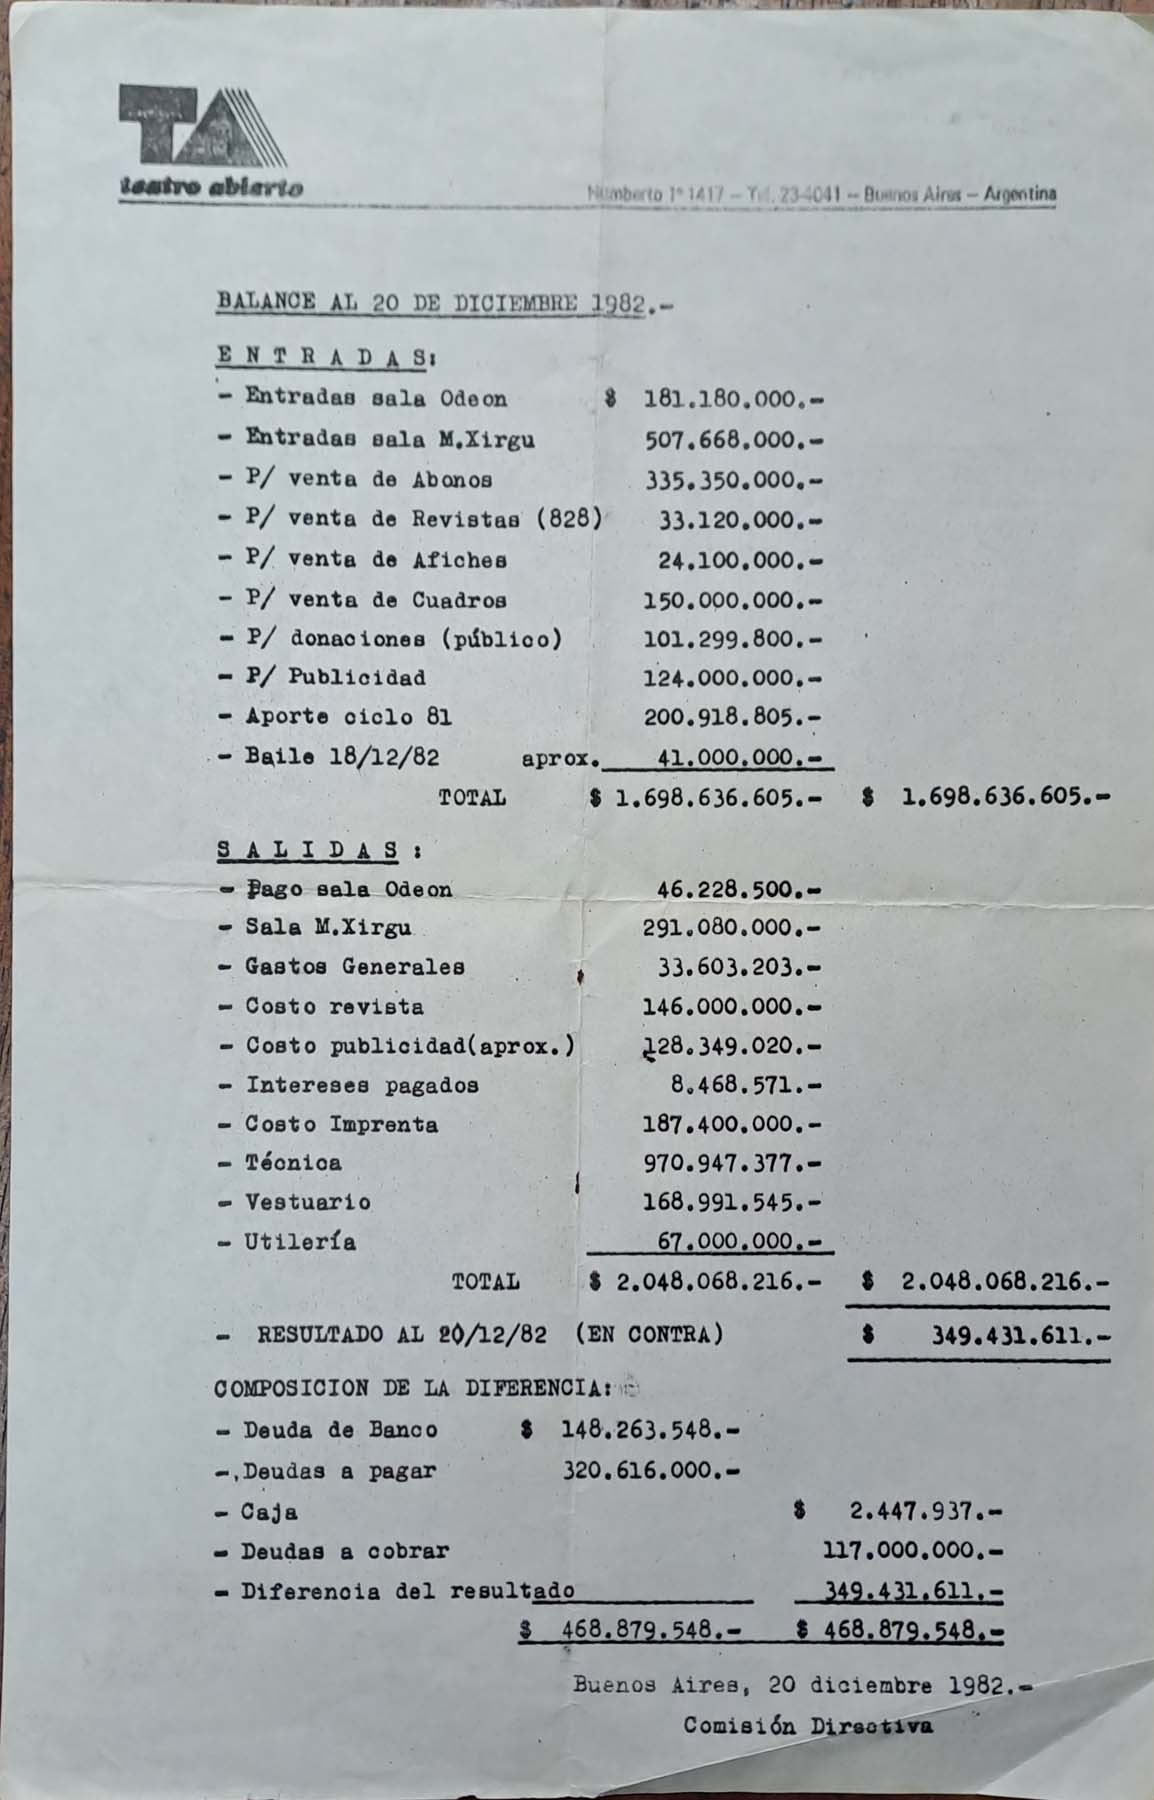 TA
teatro abierto
Humberto 1º 1417 – Tel. 23-4041 – Buenos Aires – Argentina
BALANCE AL 20 DE DICIEMBRE 1982.-
E N T R A D A S:
- Entradas sala Odeon $ 181.180.000.-
- Entradas sala M.Xirgu 507.668.000.-
- P/ venta de Abonos 335.350.000.-
- P/ venta de Revistas (828) 33.120.000.-
- P/ venta de Afiches 24.100.000.-
- P/ venta de Cuadros 150.000.000.-
- P/ donaciones (público) 101.299.800.-
- P/ Publicidad 124.000.000.-
- Aporte ciclo 81 200.918.805.-
- Baile 18/12/82 aprox. 41.000.000.-
TOTAL $ 1.698.636.605.- $ 1.698.636.605.-
S A L I D A S :
- Pago sala Odeon 46.228.500.-
- Sala M.Xirgu 291.080.000.-
- Gastos Generales 33.603.203.-
- Costo revista 146.000.000.-
- Costo publicidad(aprox.) 128.349.020.-
- Intereses pagados 8.468.571.-
- Costo Imprenta 187.400.000.-
- Técnica 970.947.377.-
- Vestuario 168.991.545.-
- Utilería 67.000.000.-
TOTAL $ 2.048.068.216.- $ 2.048.068.216.-
- RESULTADO AL 20/12/82 (EN CONTRA) $ 349.431.611.-
COMPOSICION DE LA DIFERENCIA:
- Deuda de Banco $ 148.263.548.-
-,Deudas a pagar 320.616.000.-
- Caja $ 2.447.937.-
- Deudas a cobrar 117.000.000.-
- Diferencia del resultado 349.431.611.-
$ 468.879.548.- $ 468.879.548.-
Buenos Aires, 20 diciembre 1982.-
Comisión Directiva